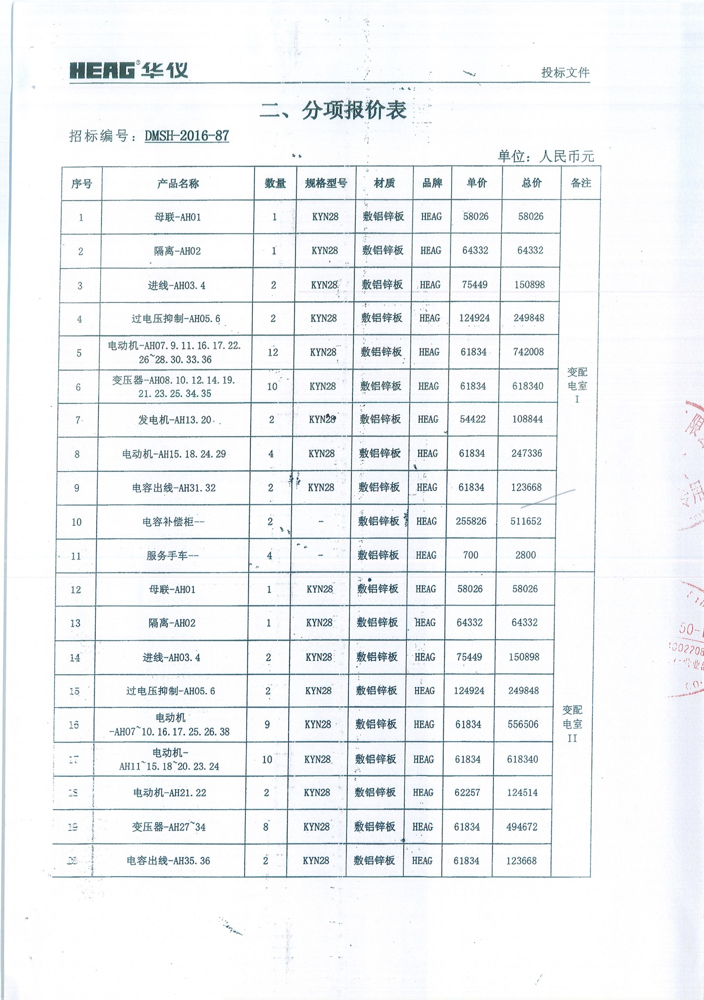 HEAG®华仪
投标文件
二、分项报价表
招标编号：DMSH-2016-87
单位：人民币元
序号 产品名称 数量 规格型号 材质 品牌 单价 总价 备注
1 母联-AH01 1 KYN28 敷铝锌板 HEAG 58026 58026
2 隔离-AH02 1 KYN28 敷铝锌板 HEAG 64332 64332
3 进线-AH03.4 2 KYN28 敷铝锌板 HEAG 75449 150898
4 过电压抑制-AH05.6 2 KYN28 敷铝锌板 HEAG 124924 249848
电动机-AH07.9.11.16.17.22.
5 26~28.30.33.36 12 KYN28 敷铝锌板 HEAG 61834 742008
变配
电室
I
变压器-AH08.10.12.14.19.
6 21.23.25.34.35 10 KYN28 敷铝锌板 HEAG 61834 618340
7 发电机-AH13.20 2 KYN28 敷铝锌板 HEAG 54422 108844
8 电动机-AH15.18.24.29 4 KYN28 敷铝锌板 HEAG 61834 247336
9 电容出线-AH31.32 2 KYN28 敷铝锌板 HEAG 61834 123668
10 电容补偿柜-- 2 - 敷铝锌板 HEAG 255826 511652
11 服务手车-- 4 - 敷铝锌板 HEAG 700 2800
12 母联-AH01 1 KYN28 敷铝锌板 HEAG 58026 58026
13 隔离-AH02 1 KYN28 敷铝锌板 HEAG 64332 64332
14 进线-AH03.4 2 KYN28 敷铝锌板 HEAG 75449 150898
15 过电压抑制-AH05.6 2 KYN28 敷铝锌板 HEAG 124924 249848
电动机
16 -AH07~10.16.17.25.26.38 9 KYN28 敷铝锌板 HEAG 61834 556506
变配
电室
II
电动机-
17 AH11~15.18~20.23.24 10 KYN28 敷铝锌板 HEAG 61834 618340
18 电动机-AH21.22 2 KYN28 敷铝锌板 HEAG 62257 124514
19 变压器-AH27~34 8 KYN28 敷铝锌板 HEAG 61834 494672
20 电容出线-AH35.36 2 KYN28 敷铝锌板 HEAG 61834 123668
限
专用
50-1
002208
营业部
CO.